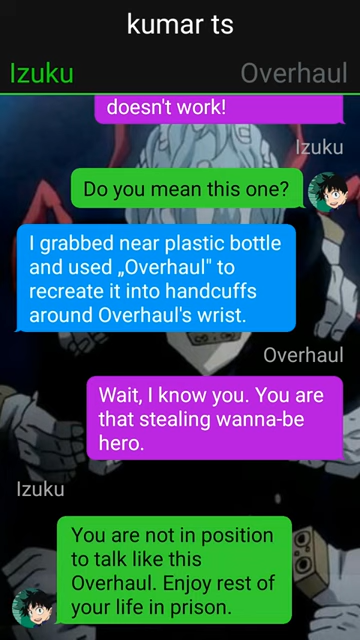 kumar ts
Izuku
Overhaul
doesn't work!
Izuku
Do you mean this one?
I grabbed near plastic bottle
and used „Overhaul" to
recreate it into handcuffs
around Overhaul's wrist.
Overhaul
Wait, I know you. You are
that stealing wanna-be
hero.
Izuku
You are not in position
to talk like this
Overhaul. Enjoy rest of
your life in prison.